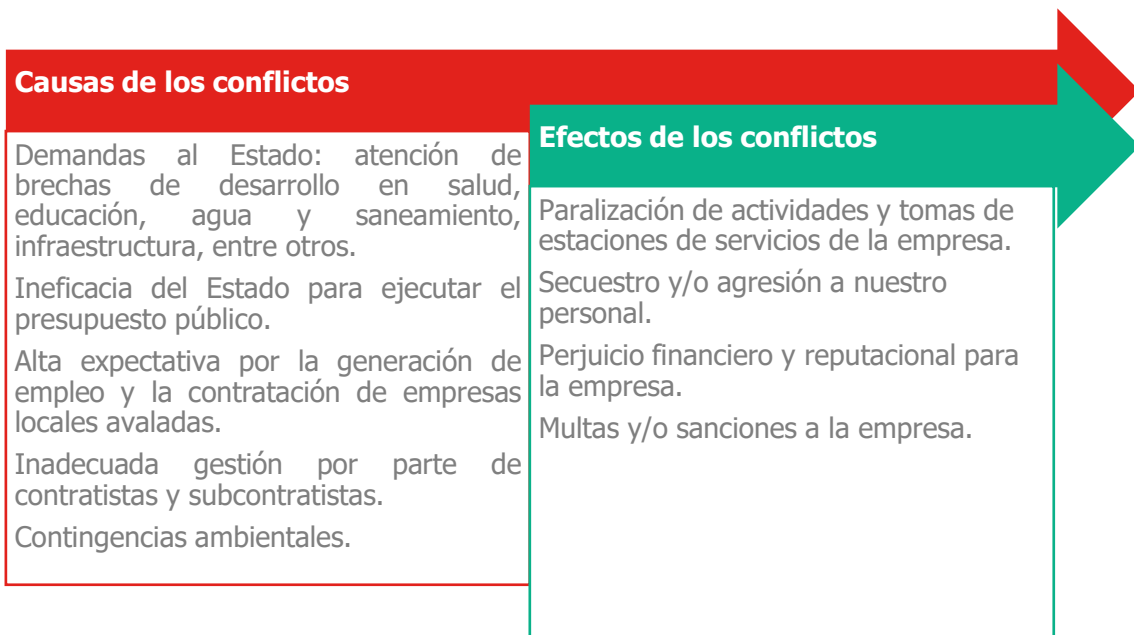 Causas de los conflictos
Demandas al Estado: atención de
brechas de desarrollo en salud,
educación, agua y saneamiento,
infraestructura, entre otros.
Ineficacia del Estado para ejecutar el
presupuesto público.
Alta expectativa por la generación de
empleo y la contratación de empresas
locales avaladas.
Inadecuada gestión por parte de
contratistas y subcontratistas.
Contingencias ambientales.
Efectos de los conflictos
Paralización de actividades y tomas de
estaciones de servicios de la empresa.
Secuestro y/o agresión a nuestro
personal.
Perjuicio financiero y reputacional para
la empresa.
Multas y/o sanciones a la empresa.